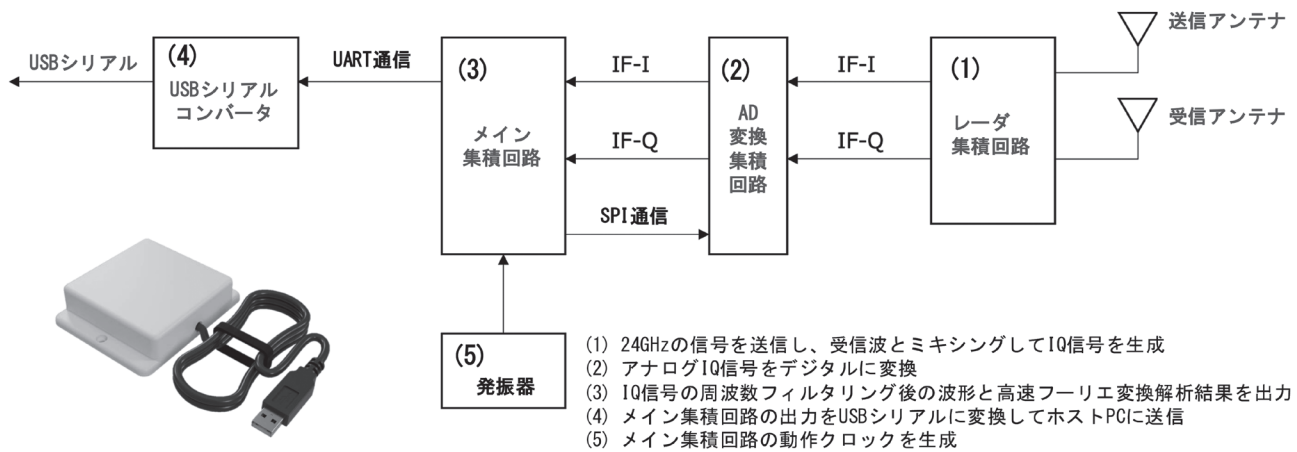 送信アンテナ
(4)
USBシリアル
USBシリアル
コンバータ
UART通信
(3)
メイン
集積回路
IF-I
IF-Q
SPI通信
(2)
AD
変換
集積
回路
IF-I
IF-Q
(1)
レーダ
集積回路
受信アンテナ
(5)
発振器
(1) 24GHzの信号を送信し、受信波とミキシングしてIQ信号を生成
(2) アナログIQ信号をデジタルに変換
(3) IQ信号の周波数フィルタリング後の波形と高速フーリエ変換解析結果を出力
(4) メイン集積回路の出力をUSBシリアルに変換してホストPCに送信
(5) メイン集積回路の動作クロックを生成